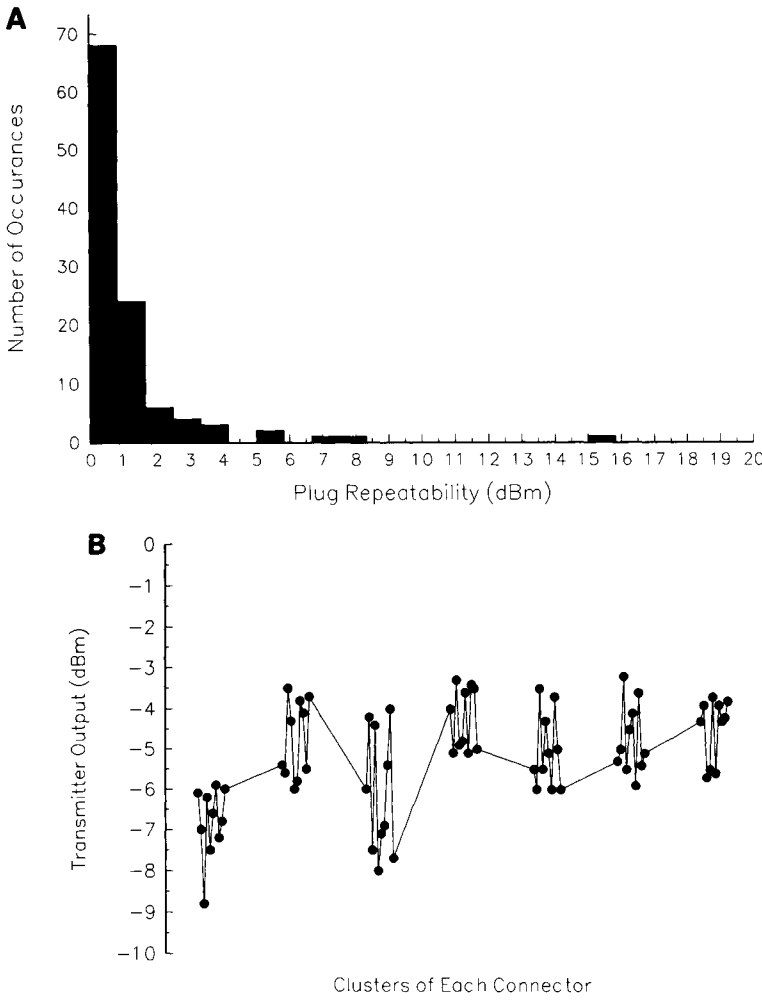 A
70
60
50
40
30
20
10
0
Number of Occurances
0 1 2 3 4 5 6 7 8 9 10 11 12 13 14 15 16 17 18 19 20
Plug Repeatability (dBm)
B
0
-1
-2
-3
-4
-5
-6
-7
-8
-9
-10
Transmitter Output (dBm)
Clusters of Each Connector